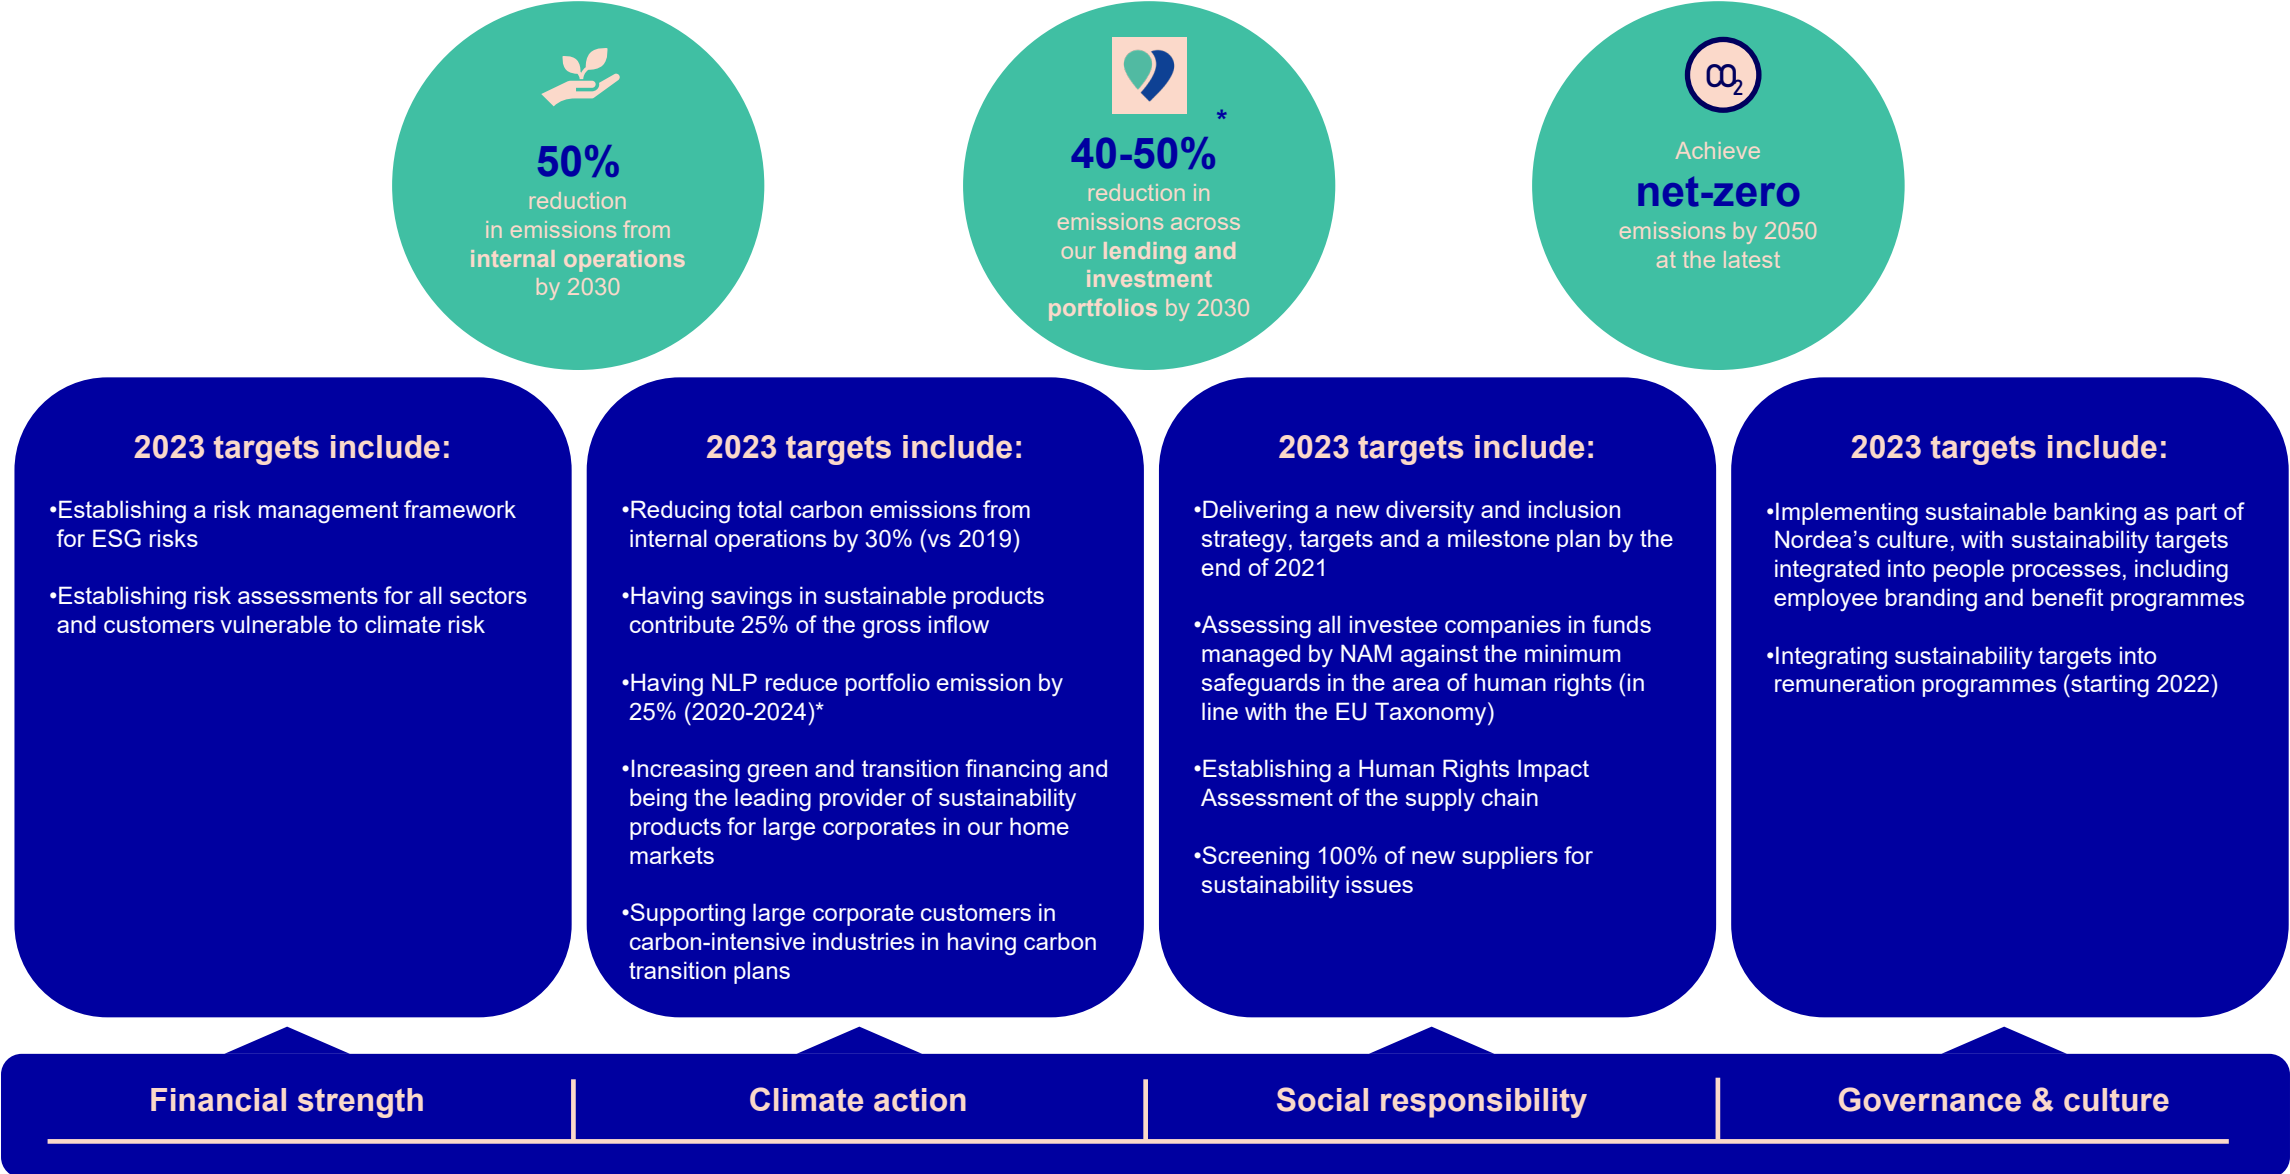 50%
reduction
in emissions from
internal operations
by 2030
*
40-50%
reduction in
emissions across
our lending and
investment
portfolios by 2030
CO2
Achieve
net-zero
emissions by 2050
at the latest
2023 targets include:
•Establishing a risk management framework
for ESG risks
•Establishing risk assessments for all sectors
and customers vulnerable to climate risk
2023 targets include:
•Reducing total carbon emissions from
internal operations by 30% (vs 2019)
•Having savings in sustainable products
contribute 25% of the gross inflow
•Having NLP reduce portfolio emission by
25% (2020-2024)*
•Increasing green and transition financing and
being the leading provider of sustainability
products for large corporates in our home
markets
•Supporting large corporate customers in
carbon-intensive industries in having carbon
transition plans
2023 targets include:
•Delivering a new diversity and inclusion
strategy, targets and a milestone plan by the
end of 2021
•Assessing all investee companies in funds
managed by NAM against the minimum
safeguards in the area of human rights (in
line with the EU Taxonomy)
•Establishing a Human Rights Impact
Assessment of the supply chain
•Screening 100% of new suppliers for
sustainability issues
2023 targets include:
•Implementing sustainable banking as part of
Nordea’s culture, with sustainability targets
integrated into people processes, including
employee branding and benefit programmes
•Integrating sustainability targets into
remuneration programmes (starting 2022)
Financial strength
Climate action
Social responsibility
Governance & culture